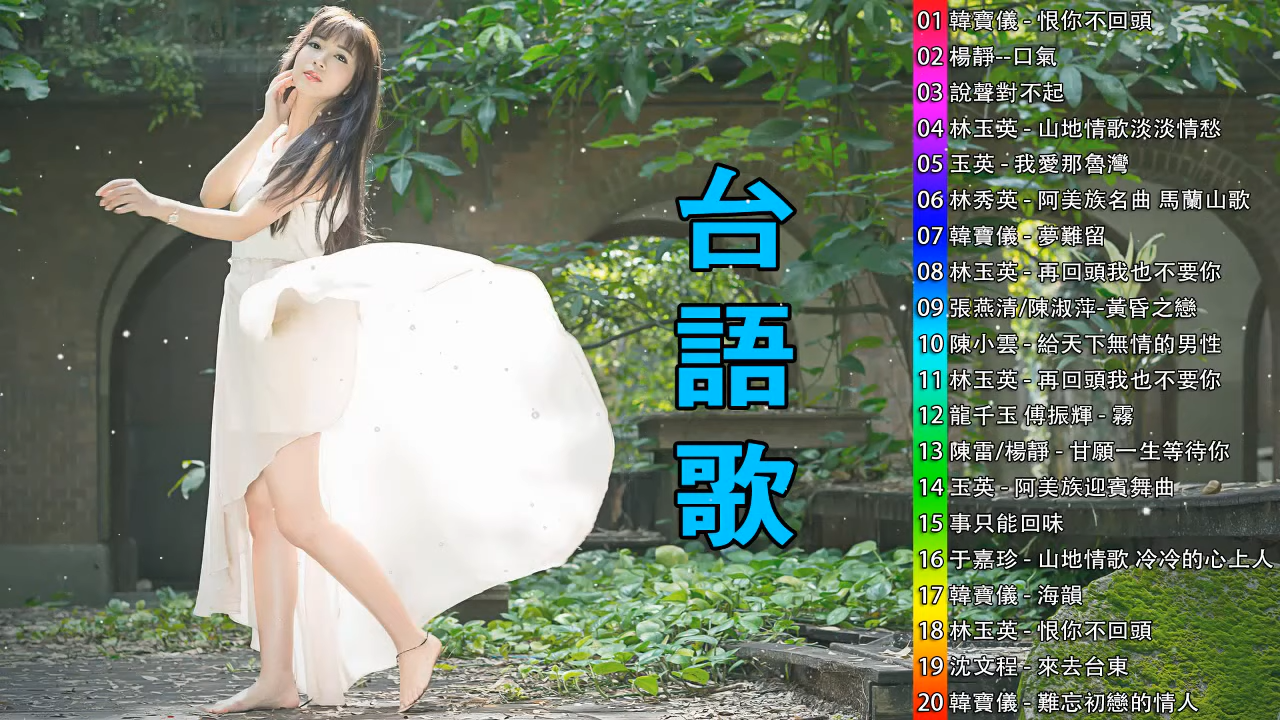 台語歌
01 韓寶儀 - 恨你不回頭
02 楊靜--口氣
03 說聲對不起
04 林玉英 - 山地情歌淡淡情愁
05 玉英 - 我愛那魯灣
06 林秀英 - 阿美族名曲 馬蘭山歌
07 韓寶儀 - 夢難留
08 林玉英 - 再回頭我也不要你
09 張燕清/陳淑萍-黃昏之戀
10 陳小雲 - 給天下無情的男性
11 林玉英 - 再回頭我也不要你
12 龍千玉 傅振輝 - 霧
13 陳雷/楊靜 - 甘願一生等待你
14 玉英 - 阿美族迎賓舞曲
15 事只能回味
16 于嘉珍 - 山地情歌 冷冷的心上人
17 韓寶儀 - 海韻
18 林玉英 - 恨你不回頭
19 沈文程 - 來去台東
20 韓寶儀 - 難忘初戀的情人